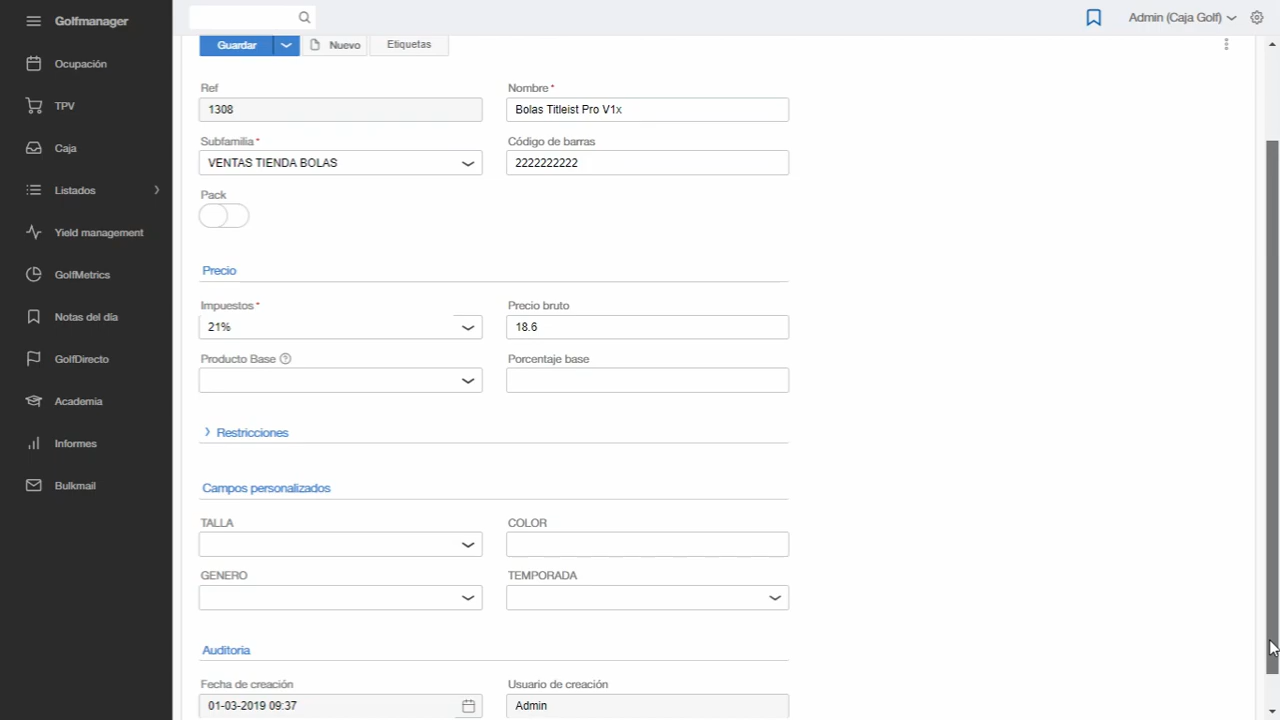 Golfmanager
Admin (Caja Golf)
Ocupación
TPV
Caja
Listados
Yield management
GolfMetrics
Notas del día
GolfDirecto
Academia
Informes
Bulkmail
Guardar
Nuevo
Etiquetas
Ref
Nombre *
1308
Bolas Titleist Pro V1x
Subfamilia *
Código de barras
VENTAS TIENDA BOLAS
2222222222
Pack
Precio
Impuestos *
Precio bruto
21%
18.6
Producto Base ?
Porcentaje base
Restricciones
Campos personalizados
TALLA
COLOR
GENERO
TEMPORADA
Auditoria
Fecha de creación
Usuario de creación
01-03-2019 09:37
Admin